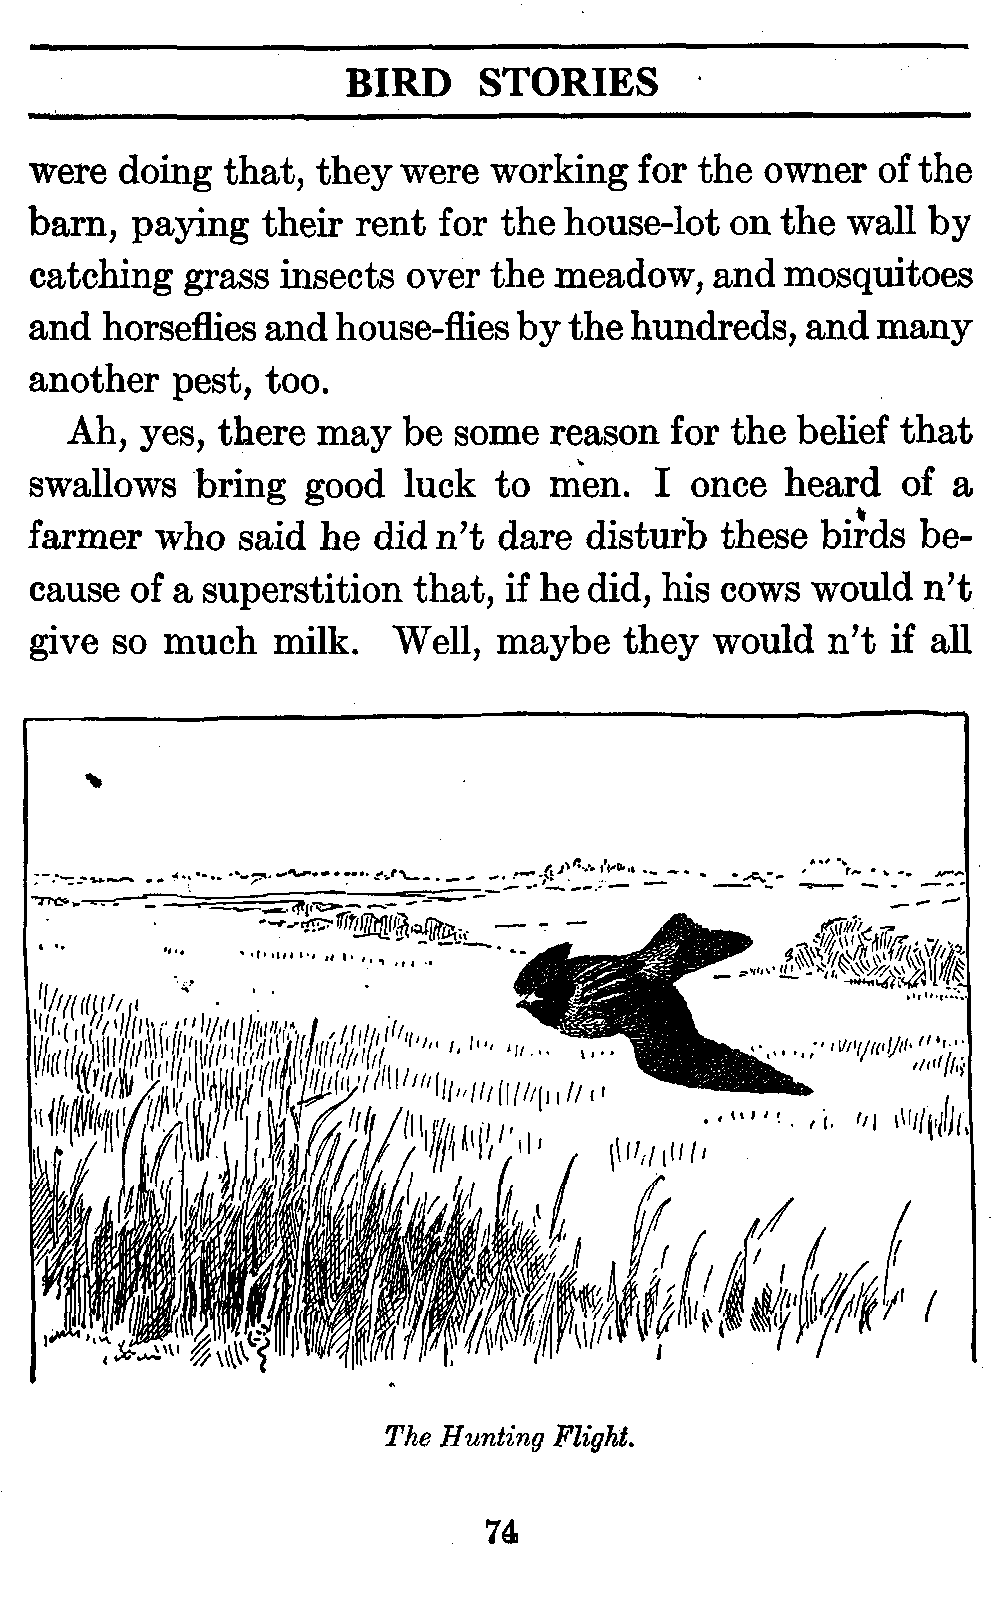 BIRD STORIES
were doing that, they were working for the owner of the
barn, paying their rent for the house-lot on the wall by
catching grass insects over the meadow, and mosquitoes
and horseflies and house-flies by the hundreds, and many
another pest, too.
Ah, yes, there may be some reason for the belief that
swallows bring good luck to men. I once heard of a
farmer who said he did n't dare disturb these birds be-
cause of a superstition that, if he did, his cows would n't
give so much milk. Well, maybe they would n't if all
The Hunting Flight.
74